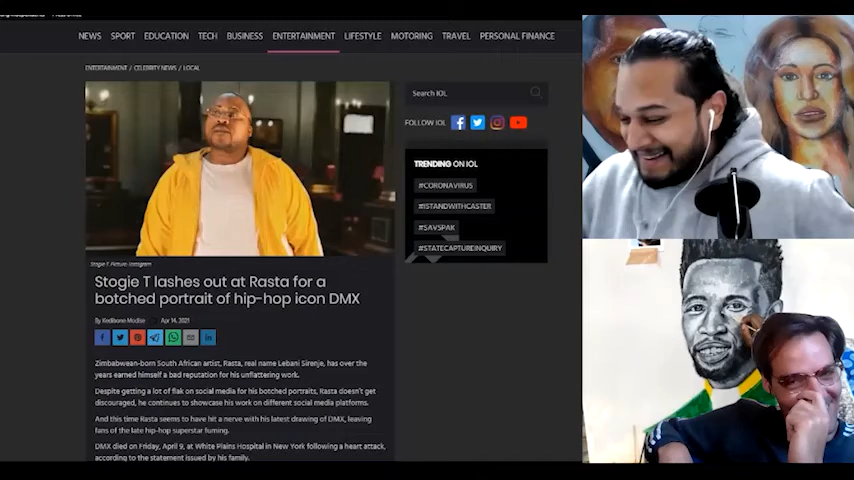 NEWS SPORT EDUCATION TECH BUSINESS ENTERTAINMENT LIFESTYLE MOTORING TRAVEL PERSONAL FINANCE
ENTERTAINMENT / CELEBRITY NEWS / LOCAL
Search IOL
FOLLOW IOL
TRENDING ON IOL
#CORONAVIRUS
#ISTANDWITHCASTER
#SAVSPAK
#STATECAPTUREINQUIRY
Stogie T. Picture: Instagram
Stogie T lashes out at Rasta for a
botched portrait of hip-hop icon DMX
By Kedibone Modise Apr 14, 2021
Zimbabwean-born South African artist, Rasta, real name Lebani Sirenje, has over the
years earned himself a bad reputation for his unflattering work.
Despite getting a lot of flak on social media for his botched portraits, Rasta doesn't get
discouraged, he continues to showcase his work on different social media platforms.
And this time Rasta seems to have hit a nerve with his latest drawing of DMX, leaving
fans of the late hip-hop superstar fuming.
DMX died on Friday, April 9, at White Plains Hospital in New York following a heart attack,
according to the statement issued by his family.